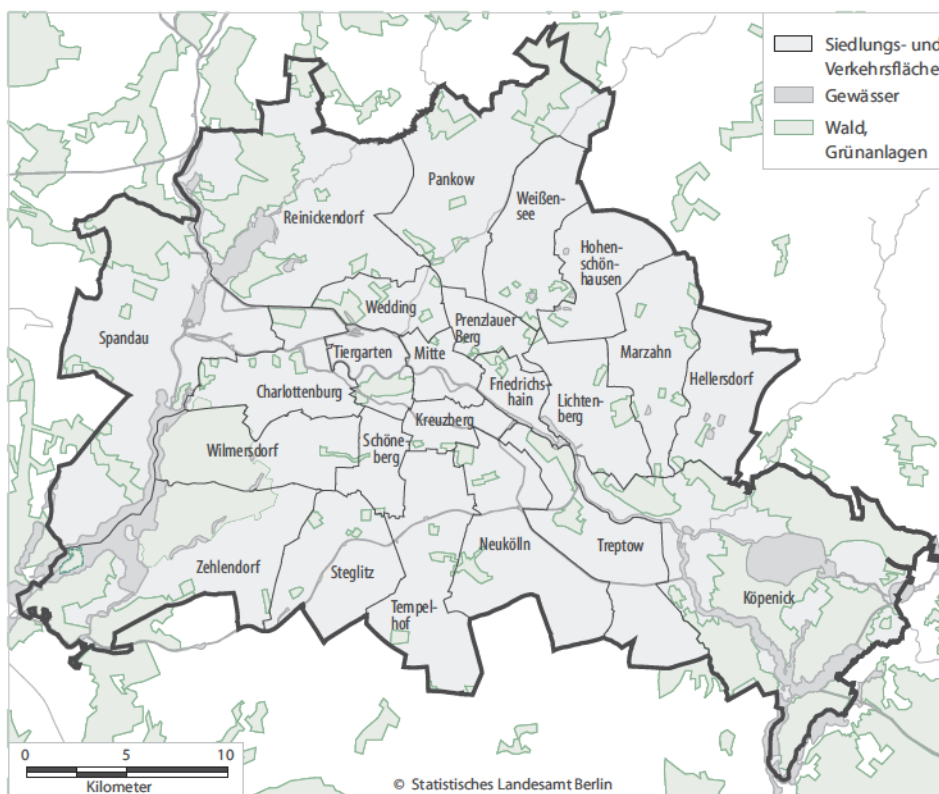 Siedlungs- und
Verkehrsfläche
Gewässer
Wald,
Grünanlagen
Pankow
Weißen-
see
Reinickendorf
Hohen-
schön-
hausen
Wedding
Prenzlauer
Berg
Spandau
Tiergarten
Mitte
Marzahn
Friedrichs-
hain
Hellersdorf
Charlottenburg
Lichten-
berg
Kreuzberg
Wilmersdorf
Schöne-
berg
Neukölln
Treptow
Zehlendorf
Steglitz
Köpenick
Tempel-
hof
0 5 10
Kilometer
© Statistisches Landesamt Berlin